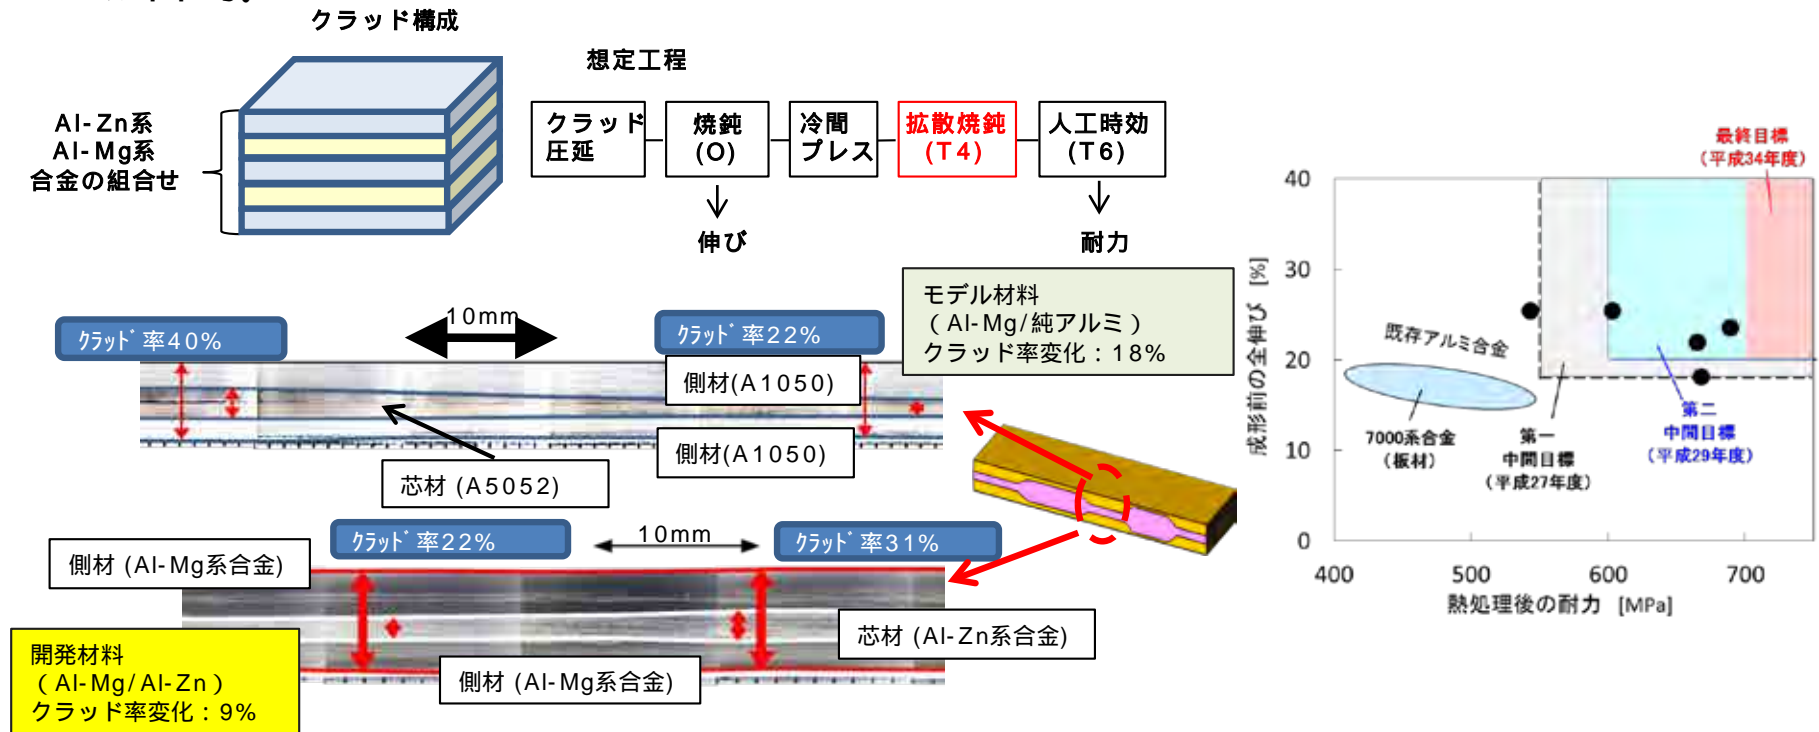 クラッド構成
Al-Zn系
Al-Mg系
合金の組合せ
想定工程
クラッド
圧延
焼鈍
(O)
冷間
プレス
拡散焼鈍
(T4)
人工時効
(T6)
伸び
耐力
ｸﾗｯﾄﾞ率40%
10mm
ｸﾗｯﾄﾞ率22%
モデル材料
（Al-Mg/純アルミ）
クラッド率変化：18%
側材(A1050)
側材(A1050)
芯材 (A5052)
ｸﾗｯﾄﾞ率22%
10mm
ｸﾗｯﾄﾞ率31%
側材 (Al-Mg系合金)
芯材 (Al-Zn系合金)
側材 (Al-Mg系合金)
開発材料
（Al-Mg/Al-Zn）
クラッド率変化：9%
最終目標
（平成34年度）
成形前の全伸び [%]
40
30
20
10
0
既存アルミ合金
7000系合金
（板材）
第一
中間目標
（平成27年度）
第二
中間目標
（平成29年度）
400
500
600
700
熱処理後の耐力 [MPa]